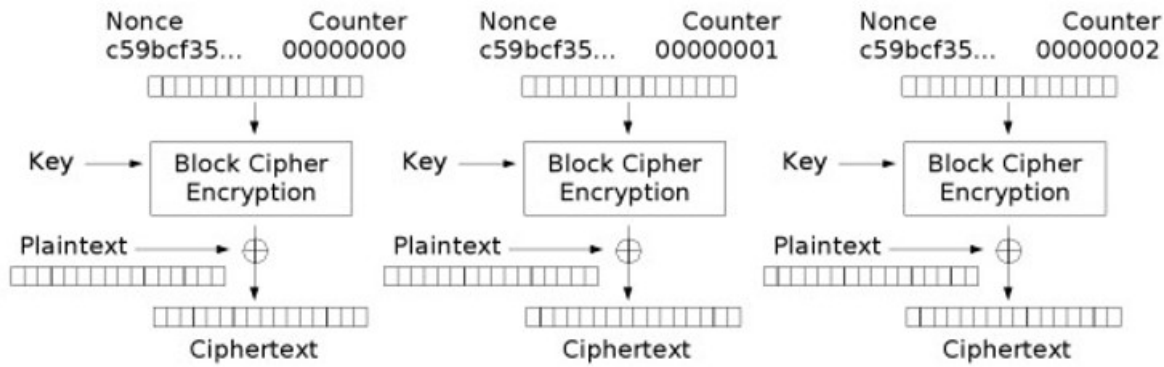 Nonce Counter
c59bcf35... 00000000
Key
Block Cipher
Encryption
Plaintext
Ciphertext
Nonce Counter
c59bcf35... 00000001
Key
Block Cipher
Encryption
Plaintext
Ciphertext
Nonce Counter
c59bcf35... 00000002
Key
Block Cipher
Encryption
Plaintext
Ciphertext